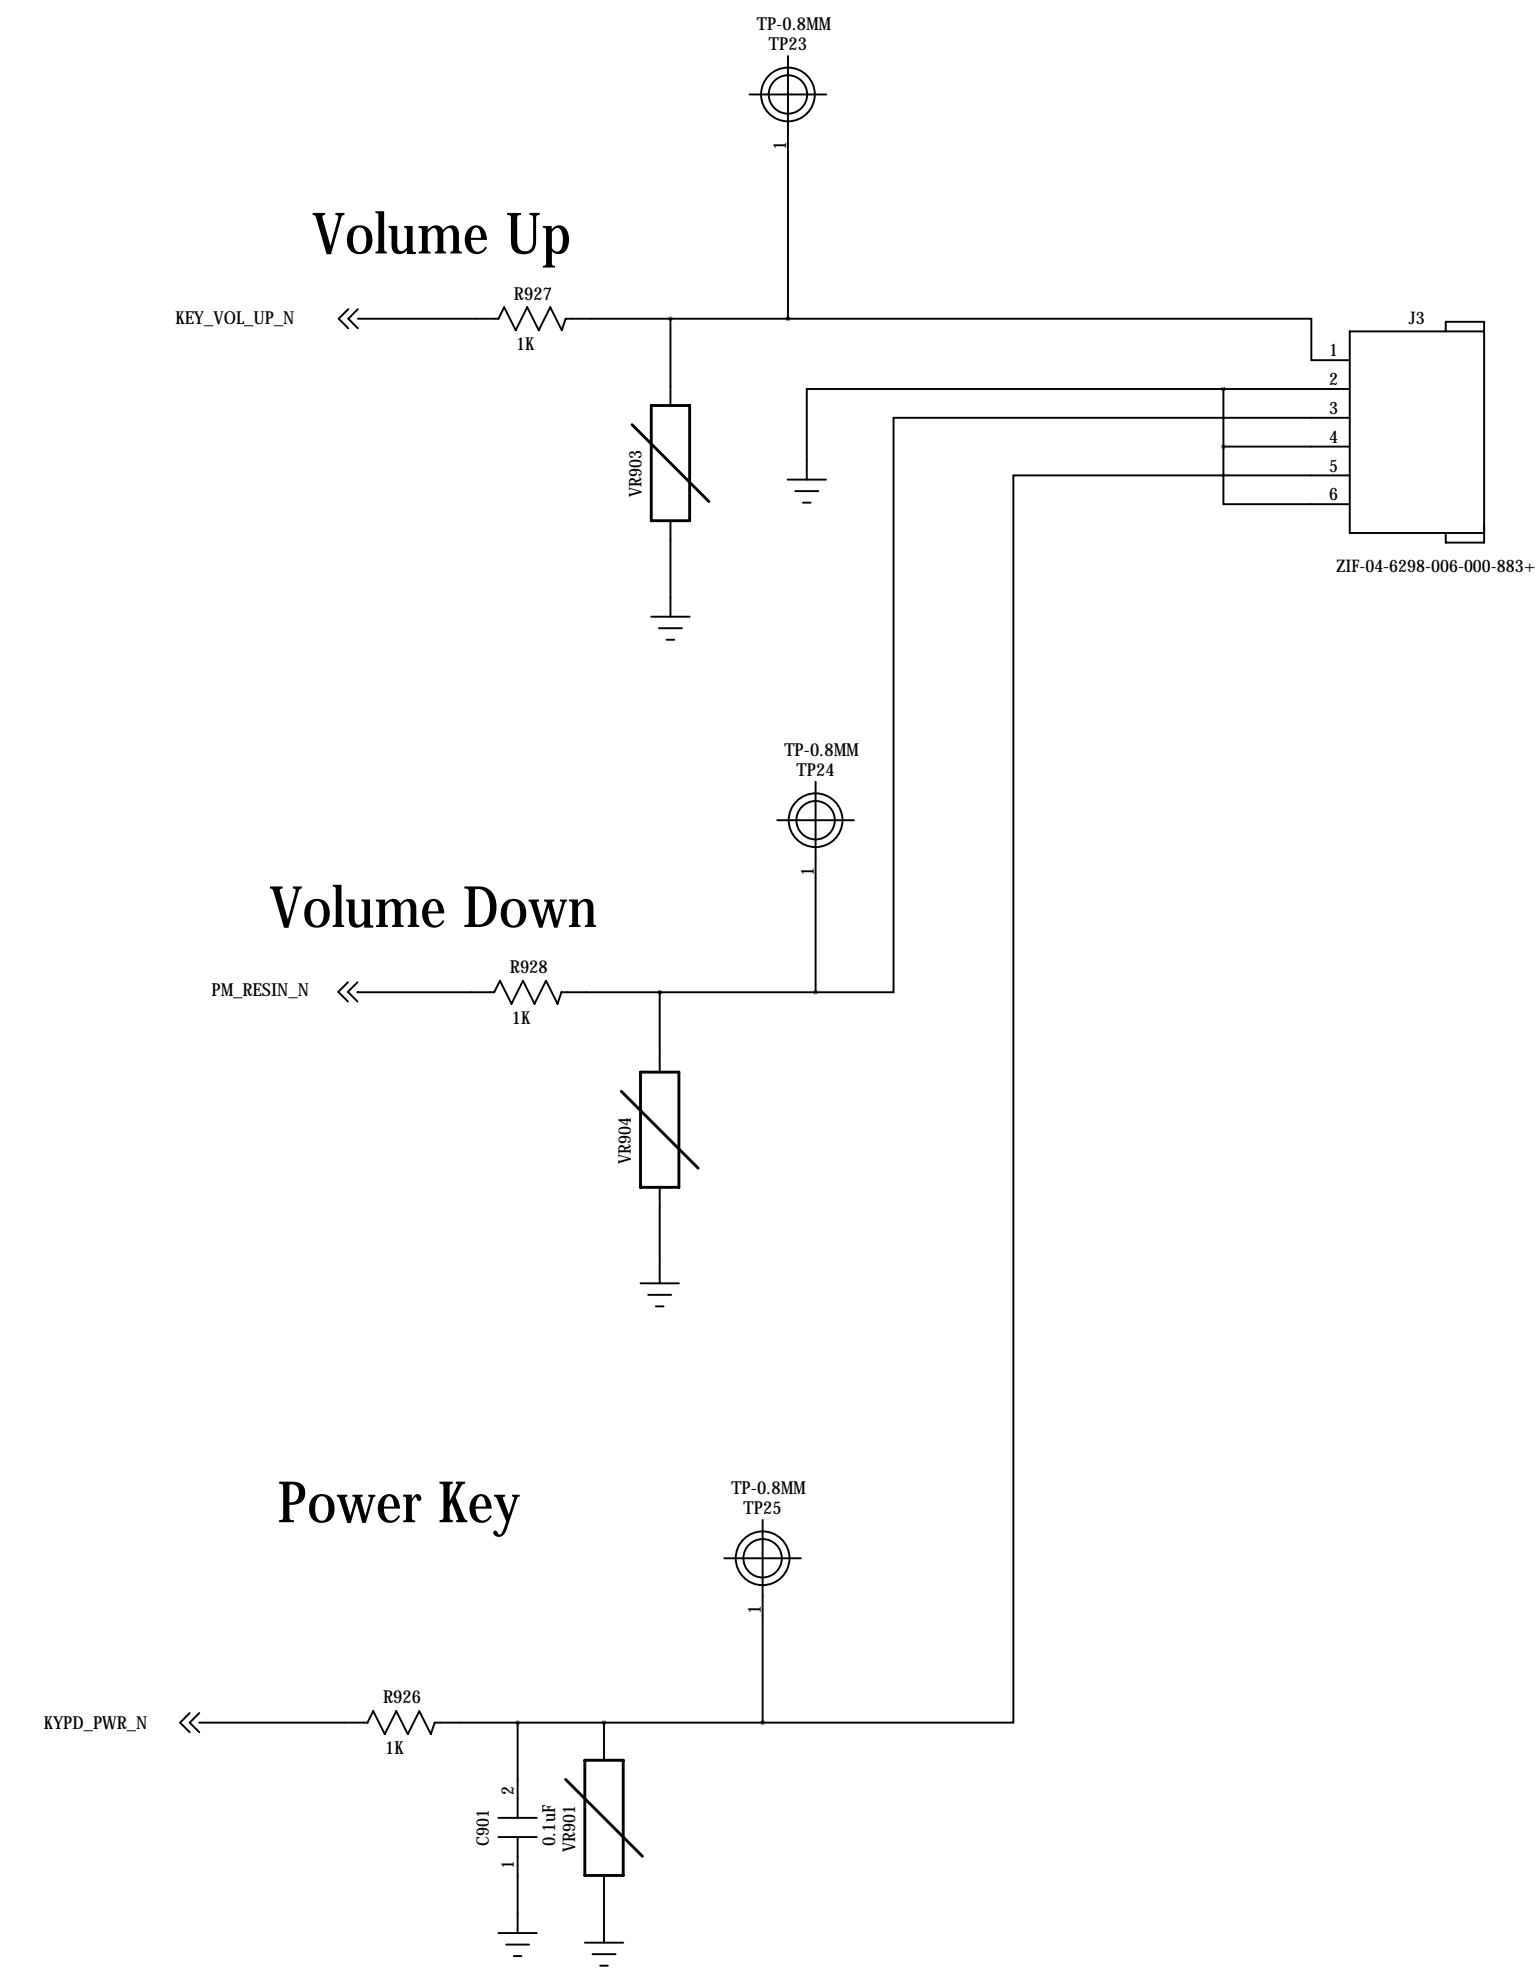 TP-0.8MM
TP23
1
Volume Up
R927
KEY_VOL_UP_N
1K
J3
1
2
3
4
5
6
VR903
ZIF-04-6298-006-000-883+
TP-0.8MM
TP24
1
Volume Down
R928
PM_RESIN_N
1K
VR904
Power Key
TP-0.8MM
TP25
1
R926
KYPD_PWR_N
1K
2
C901
0.1uF
VR901
1